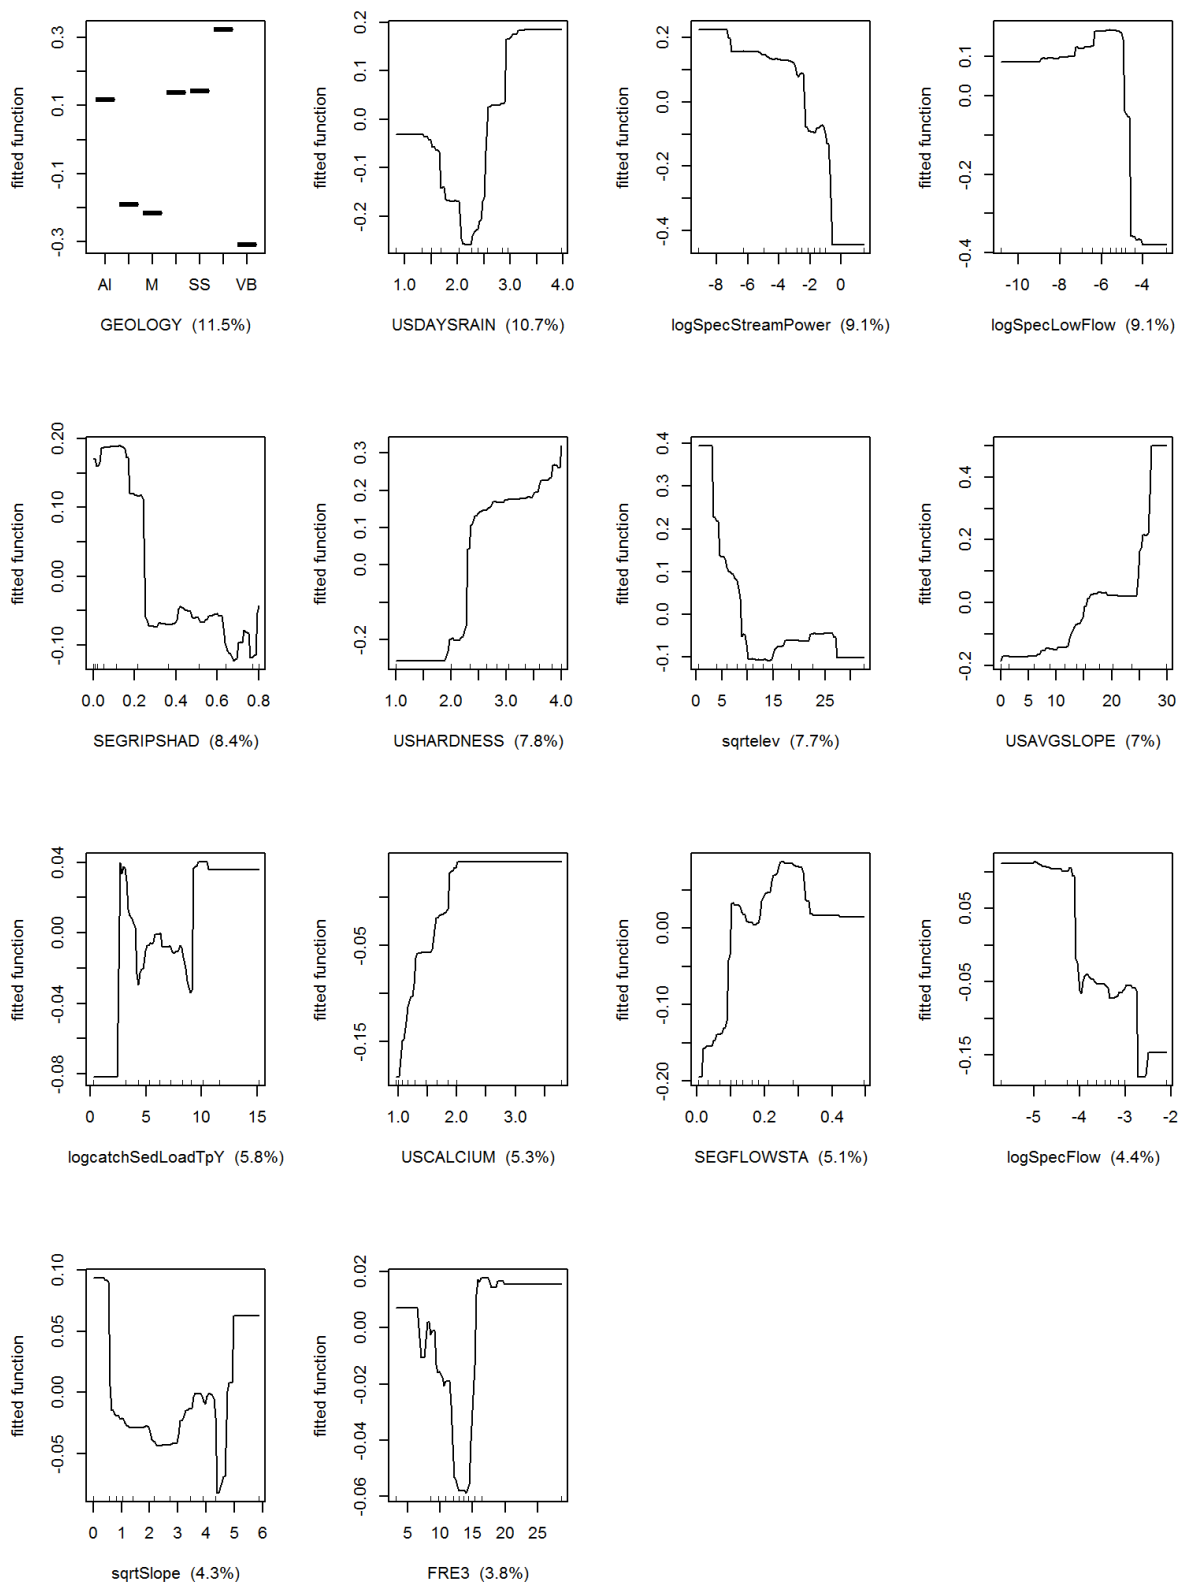 fitted function
-0.3 -0.1 0.1 0.3
AI M SS VB
GEOLOGY (11.5%)
fitted function
-0.2 -0.1 0.0 0.1 0.2
1.0 2.0 3.0 4.0
USDAYSRAIN (10.7%)
fitted function
-0.4 -0.2 0.0 0.2
-8 -6 -4 -2 0
logSpecStreamPower (9.1%)
fitted function
-0.4 -0.2 0.0 0.1
-10 -8 -6 -4
logSpecLowFlow (9.1%)
fitted function
-0.10 0.00 0.10 0.20
0.0 0.2 0.4 0.6 0.8
SEGRIPSHAD (8.4%)
fitted function
-0.2 0.0 0.1 0.2 0.3
1.0 2.0 3.0 4.0
USHARDNESS (7.8%)
fitted function
-0.1 0.0 0.1 0.2 0.3 0.4
0 5 15 25
sqrtelev (7.7%)
fitted function
-0.2 0.0 0.2 0.4
0 5 10 20 30
USAVGSLOPE (7%)
fitted function
-0.08 -0.04 0.00 0.04
0 5 10 15
logcatchSedLoadTpY (5.8%)
fitted function
-0.15 -0.05
1.0 2.0 3.0
USCALCIUM (5.3%)
fitted function
-0.20 -0.10 0.00
0.0 0.2 0.4
SEGFLOWSTA (5.1%)
fitted function
-0.15 -0.05 0.05
-5 -4 -3 -2
logSpecFlow (4.4%)
fitted function
-0.05 0.00 0.05 0.10
0 1 2 3 4 5 6
sqrtSlope (4.3%)
fitted function
-0.06 -0.04 -0.02 0.00 0.02
5 10 15 20 25
FRE3 (3.8%)